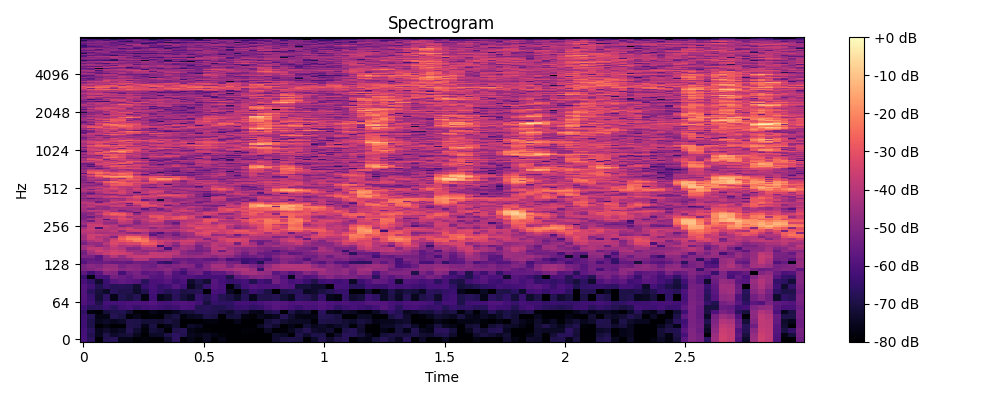 Spectrogram
Hz
4096
2048
1024
512
256
128
64
0
0
0.5
1
1.5
2
2.5
Time
+0 dB
-10 dB
-20 dB
-30 dB
-40 dB
-50 dB
-60 dB
-70 dB
-80 dB